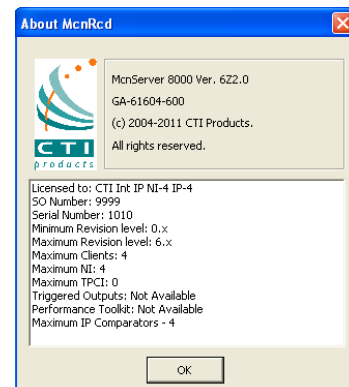 About McnRcd
McnServer 8000 Ver. 6Z2.0
GA-61604-600
(c) 2004-2011 CTI Products.
All rights reserved.
CTI
products
Licensed to: CTI Int IP NI-4 IP-4
SO Number: 9999
Serial Number: 1010
Minimum Revision level: 0.x
Maximum Revision level: 6.x
Maximum Clients: 4
Maximum NI: 4
Maximum TPCI: 0
Triggered Outputs: Not Available
Performance Toolkit: Not Available
Maximum IP Comparators - 4
OK